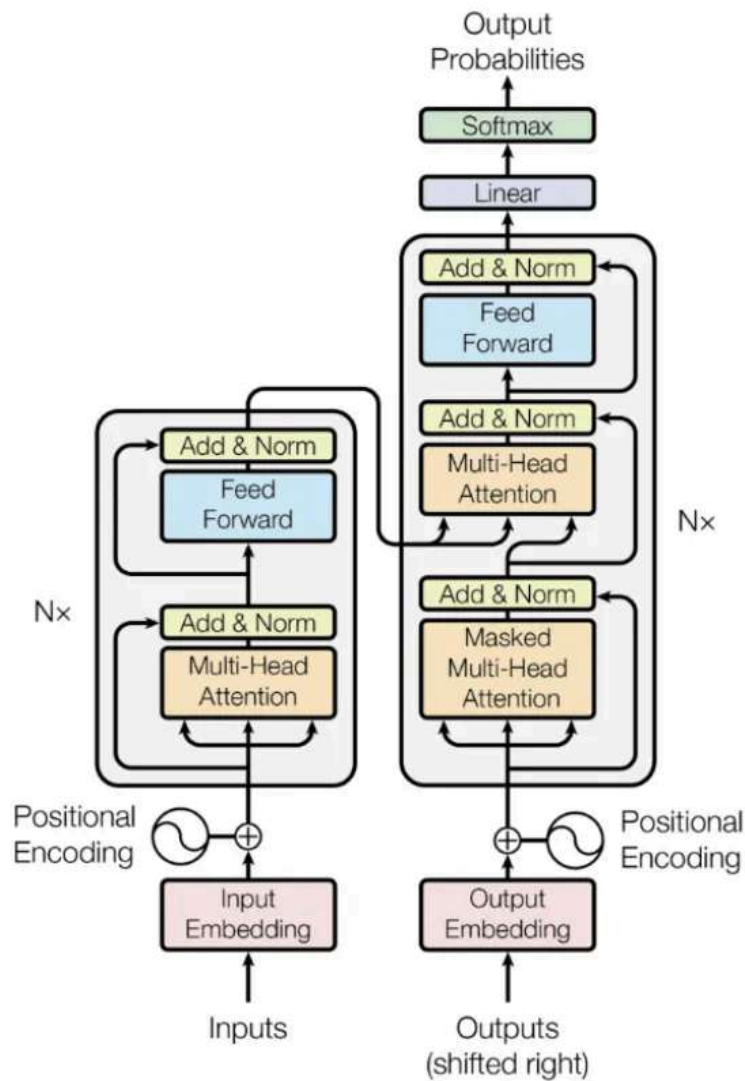 Output
Probabilities
Softmax
Linear
Add & Norm
Feed
Forward
Add & Norm
Multi-Head
Attention
Nx
Add & Norm
Masked
Multi-Head
Attention
Add & Norm
Feed
Forward
Nx
Add & Norm
Multi-Head
Attention
Positional
Encoding
Positional
Encoding
Input
Embedding
Output
Embedding
Inputs
Outputs
(shifted right)